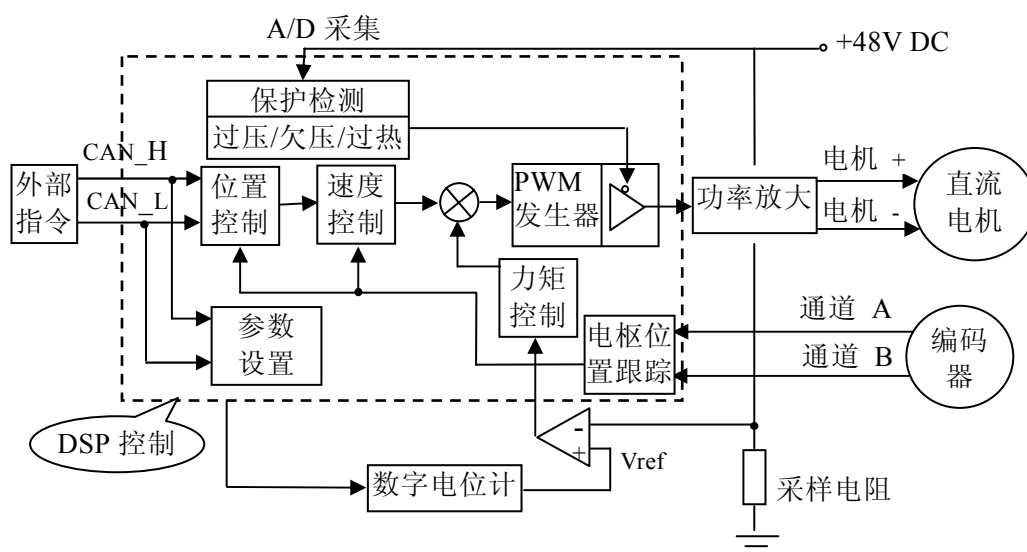 A/D 采集
+48V DC
保护检测
过压/欠压/过热
CAN_H
CAN_L
外部
指令
位置
控制
速度
控制
PWM
发生器
功率放大
电机 +
电机 -
直流
电机
力矩
控制
参数
设置
电枢位
置跟踪
通道 A
通道 B
编码
器
DSP 控制
-
+
Vref
数字电位计
采样电阻